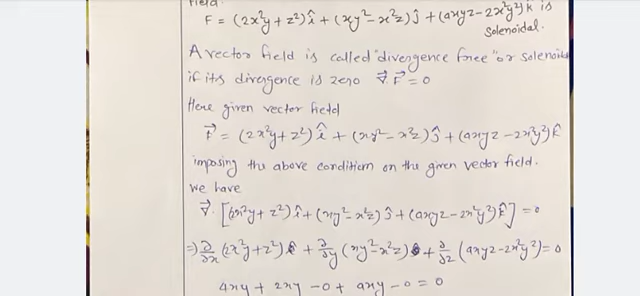 Field.
F = (2x²y + z²)î + (xy² - x²z)ĵ + (axyz - 2x²y²)k̂ is
Solenoidal.
A vector field is called "divergence free" or solenoidal
if its divergence is zero ∇⃗.F⃗ = 0
Here given vector field
F⃗ = (2x²y + z²)î + (xy² - x²z)ĵ + (axyz - 2x²y²)k̂
imposing the above condition on the given vector field.
we have
∇⃗.[(2x²y + z²)î + (xy² - x²z)ĵ + (axyz - 2x²y²)k̂] = 0
⇒ ∂/∂x (2x²y + z²) + ∂/∂y (xy² - x²z) + ∂/∂z (axyz - 2x²y²) = 0
4xy + 2xy - 0 + axy - 0 = 0